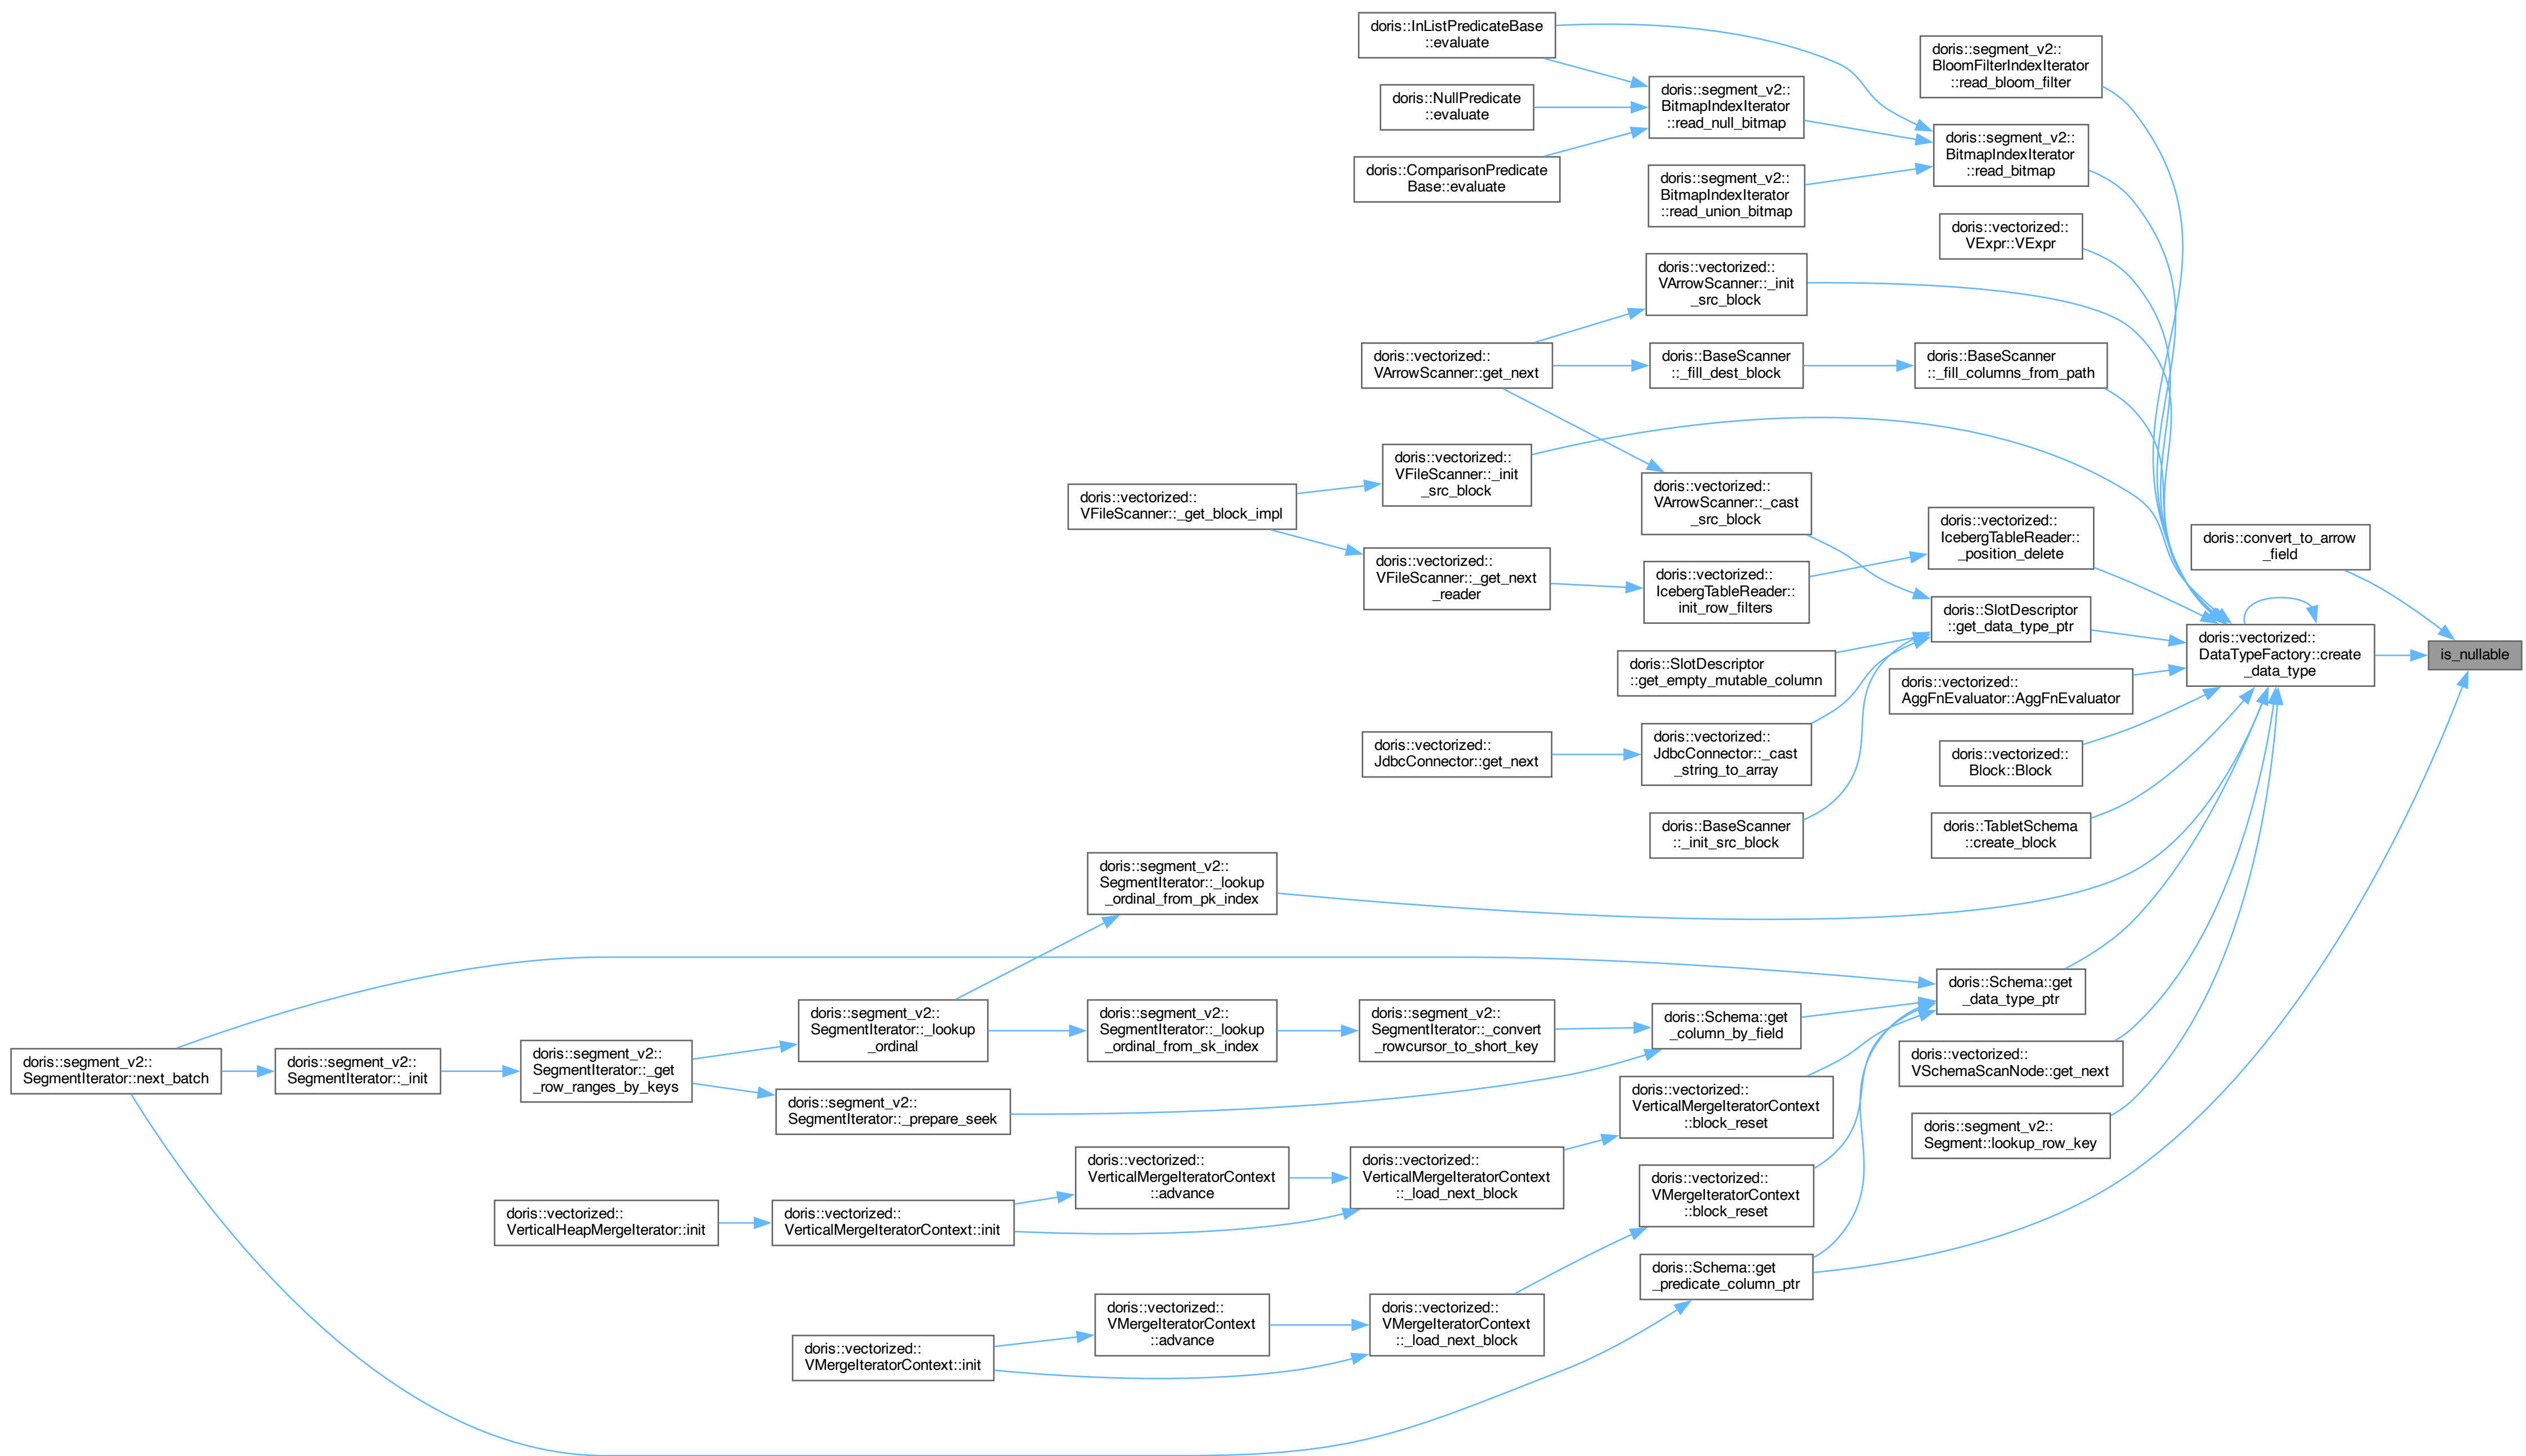 doris::InListPredicateBase
::evaluate
doris::NullPredicate
::evaluate
doris::ComparisonPredicate
Base::evaluate
doris::segment_v2::
BitmapIndexIterator
::read_null_bitmap
doris::segment_v2::
BitmapIndexIterator
::read_union_bitmap
doris::segment_v2::
BloomFilterIndexIterator
::read_bloom_filter
doris::segment_v2::
BitmapIndexIterator
::read_bitmap
doris::vectorized::
VExpr::VExpr
doris::vectorized::
VArrowScanner::_init
_src_block
doris::vectorized::
VArrowScanner::get_next
doris::BaseScanner
::_fill_dest_block
doris::BaseScanner
::_fill_columns_from_path
doris::vectorized::
VFileScanner::_init
_src_block
doris::vectorized::
VFileScanner::_get_block_impl
doris::vectorized::
VArrowScanner::_cast
_src_block
doris::vectorized::
VFileScanner::_get_next
_reader
doris::vectorized::
IcebergTableReader::
init_row_filters
doris::vectorized::
IcebergTableReader::
_position_delete
doris::convert_to_arrow
_field
doris::SlotDescriptor
::get_data_type_ptr
doris::vectorized::
DataTypeFactory::create
_data_type
is_nullable
doris::SlotDescriptor
::get_empty_mutable_column
doris::vectorized::
AggFnEvaluator::AggFnEvaluator
doris::vectorized::
JdbcConnector::get_next
doris::vectorized::
JdbcConnector::_cast
_string_to_array
doris::vectorized::
Block::Block
doris::BaseScanner
::_init_src_block
doris::TabletSchema
::create_block
doris::segment_v2::
SegmentIterator::_lookup
_ordinal_from_pk_index
doris::Schema::get
_data_type_ptr
doris::segment_v2::
SegmentIterator::next_batch
doris::segment_v2::
SegmentIterator::_init
doris::segment_v2::
SegmentIterator::_get
_row_ranges_by_keys
doris::segment_v2::
SegmentIterator::_lookup
_ordinal
doris::segment_v2::
SegmentIterator::_lookup
_ordinal_from_sk_index
doris::segment_v2::
SegmentIterator::_convert
_rowcursor_to_short_key
doris::Schema::get
_column_by_field
doris::vectorized::
VSchemaScanNode::get_next
doris::segment_v2::
SegmentIterator::_prepare_seek
doris::vectorized::
VerticalMergeIteratorContext
::block_reset
doris::segment_v2::
Segment::lookup_row_key
doris::vectorized::
VerticalHeapMergeIterator::init
doris::vectorized::
VerticalMergeIteratorContext::init
doris::vectorized::
VerticalMergeIteratorContext
::advance
doris::vectorized::
VerticalMergeIteratorContext
::_load_next_block
doris::vectorized::
VMergeIteratorContext
::block_reset
doris::Schema::get
_predicate_column_ptr
doris::vectorized::
VMergeIteratorContext::init
doris::vectorized::
VMergeIteratorContext
::advance
doris::vectorized::
VMergeIteratorContext
::_load_next_block